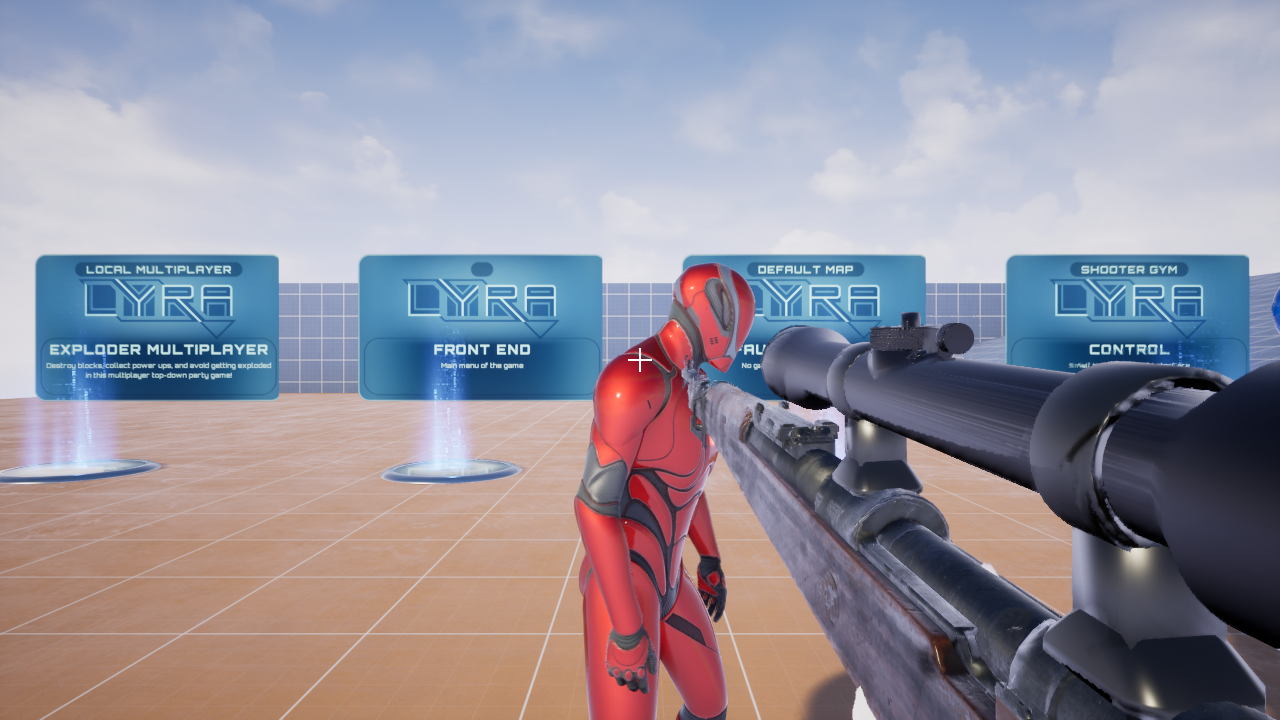 LOCAL MULTIPLAYER
LYRA
EXPLODER MULTIPLAYER
Destroy blocks, collect power ups, and avoid getting exploded
in this multiplayer top-down party game!
LYRA
FRONT END
Main menu of the game
DEFAULT MAP
LYRA
No
SHOOTER GYM
LYRA
CONTROL